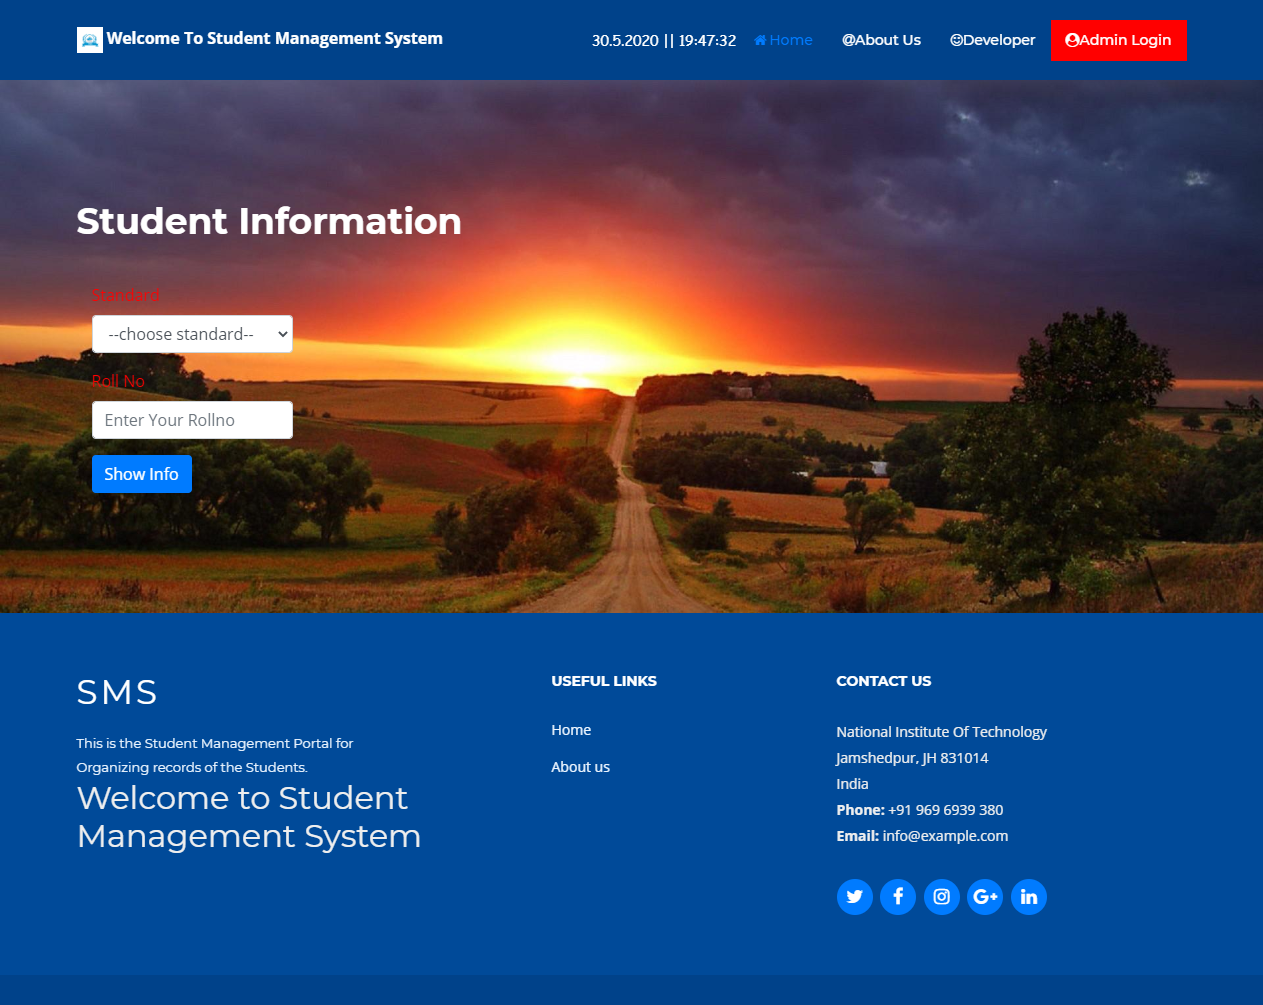 Welcome To Student Management System
30.5.2020 || 19:47:32 Home @About Us Developer Admin Login
Student Information
Standard
--choose standard--
Roll No
Enter Your Rollno
Show Info
SMS
This is the Student Management Portal for
Organizing records of the Students.
Welcome to Student
Management System
USEFUL LINKS
Home
About us
CONTACT US
National Institute Of Technology
Jamshedpur, JH 831014
India
Phone: +91 969 6939 380
Email: info@example.com